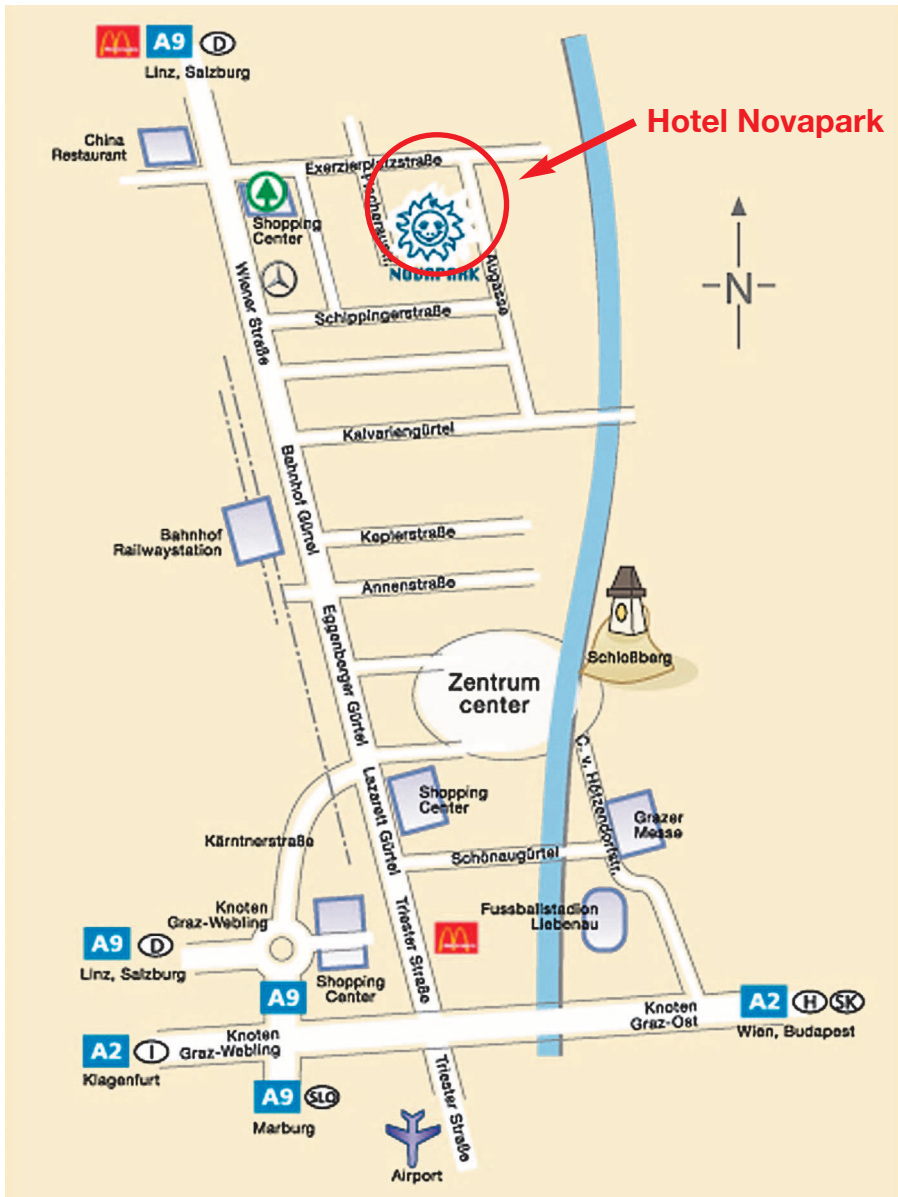 A9
D
Linz, Salzburg
Hotel Novapark
China
Restaurant
Exerzierplatzstraße
Shopping
Center
NOVAPARK
Augasse
N
Wiener Straße
Schippingerstraße
Kalvariengürtel
Bahnhof Gürtel
Bahnhof
Railwaystation
Keplerstraße
Annenstraße
Eggenberger Gürtel
Schloßberg
Zentrum
center
C. v. Hötzendorfstr.
Lazarett Gürtel
Shopping
Center
Grazer
Messe
Kärntnerstraße
Schönaugürtel
Triester Straße
Knoten
Graz-Webling
Fussballstadion
Liebenau
A9
D
Linz, Salzburg
Shopping
Center
A9
Knoten
Graz-Ost
A2
H
SK
Wien, Budapest
Knoten
Graz-Webling
A2
I
Klagenfurt
Triester Straße
A9
SLO
Marburg
Airport